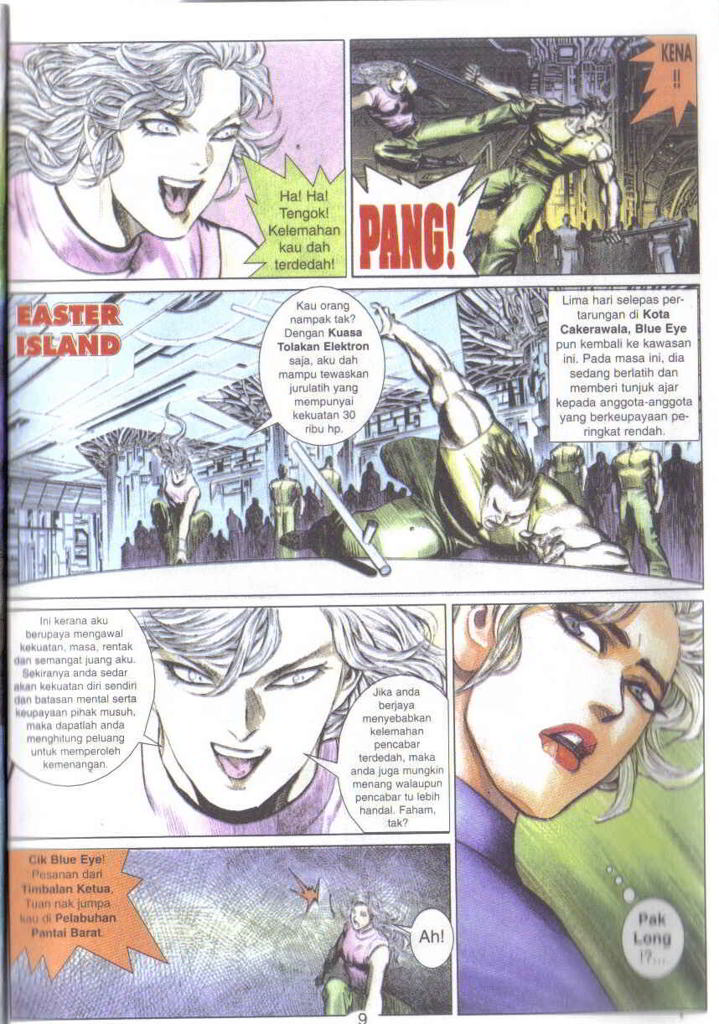 Ha! Ha!
Tengok!
Kelemahan
kau dah
terdedah!
KENA
!!
PANG!
EASTER
ISLAND
Kau orang
nampak tak?
Dengan Kuasa
Tolakan Elektron
saja, aku dah
mampu tewaskan
jurulatih yang
mempunyai
kekuatan 30
ribu hp.
Lima hari selepas per-
tarungan di Kota
Cakerawala, Blue Eye
pun kembali ke kawasan
ini. Pada masa ini, dia
sedang berlatih dan
memberi tunjuk ajar
kepada anggota-anggota
yang berkeupayaan pe-
ringkat rendah.
Ini kerana aku
berupaya mengawal
kekuatan, masa, rentak
dan semangat juang aku.
Sekiranya anda sedar
akan kekuatan diri sendiri
dan batasan mental serta
keupayaan pihak musuh,
maka dapatlah anda
menghitung peluang
untuk memperoleh
kemenangan.
Jika anda
menyebabkan
kelemahan
pencabar
terdedah, maka
anda juga mungkin
menang walaupun
pencabar tu lebih
handal. Faham,
tak?
Cik Blue Eye!
Pesanan dari
Timbalan Ketua,
Tuan nak jumpa
kau di Pelabuhan
Pantai Barat.
Ah!
Pak
Long
!?...
9